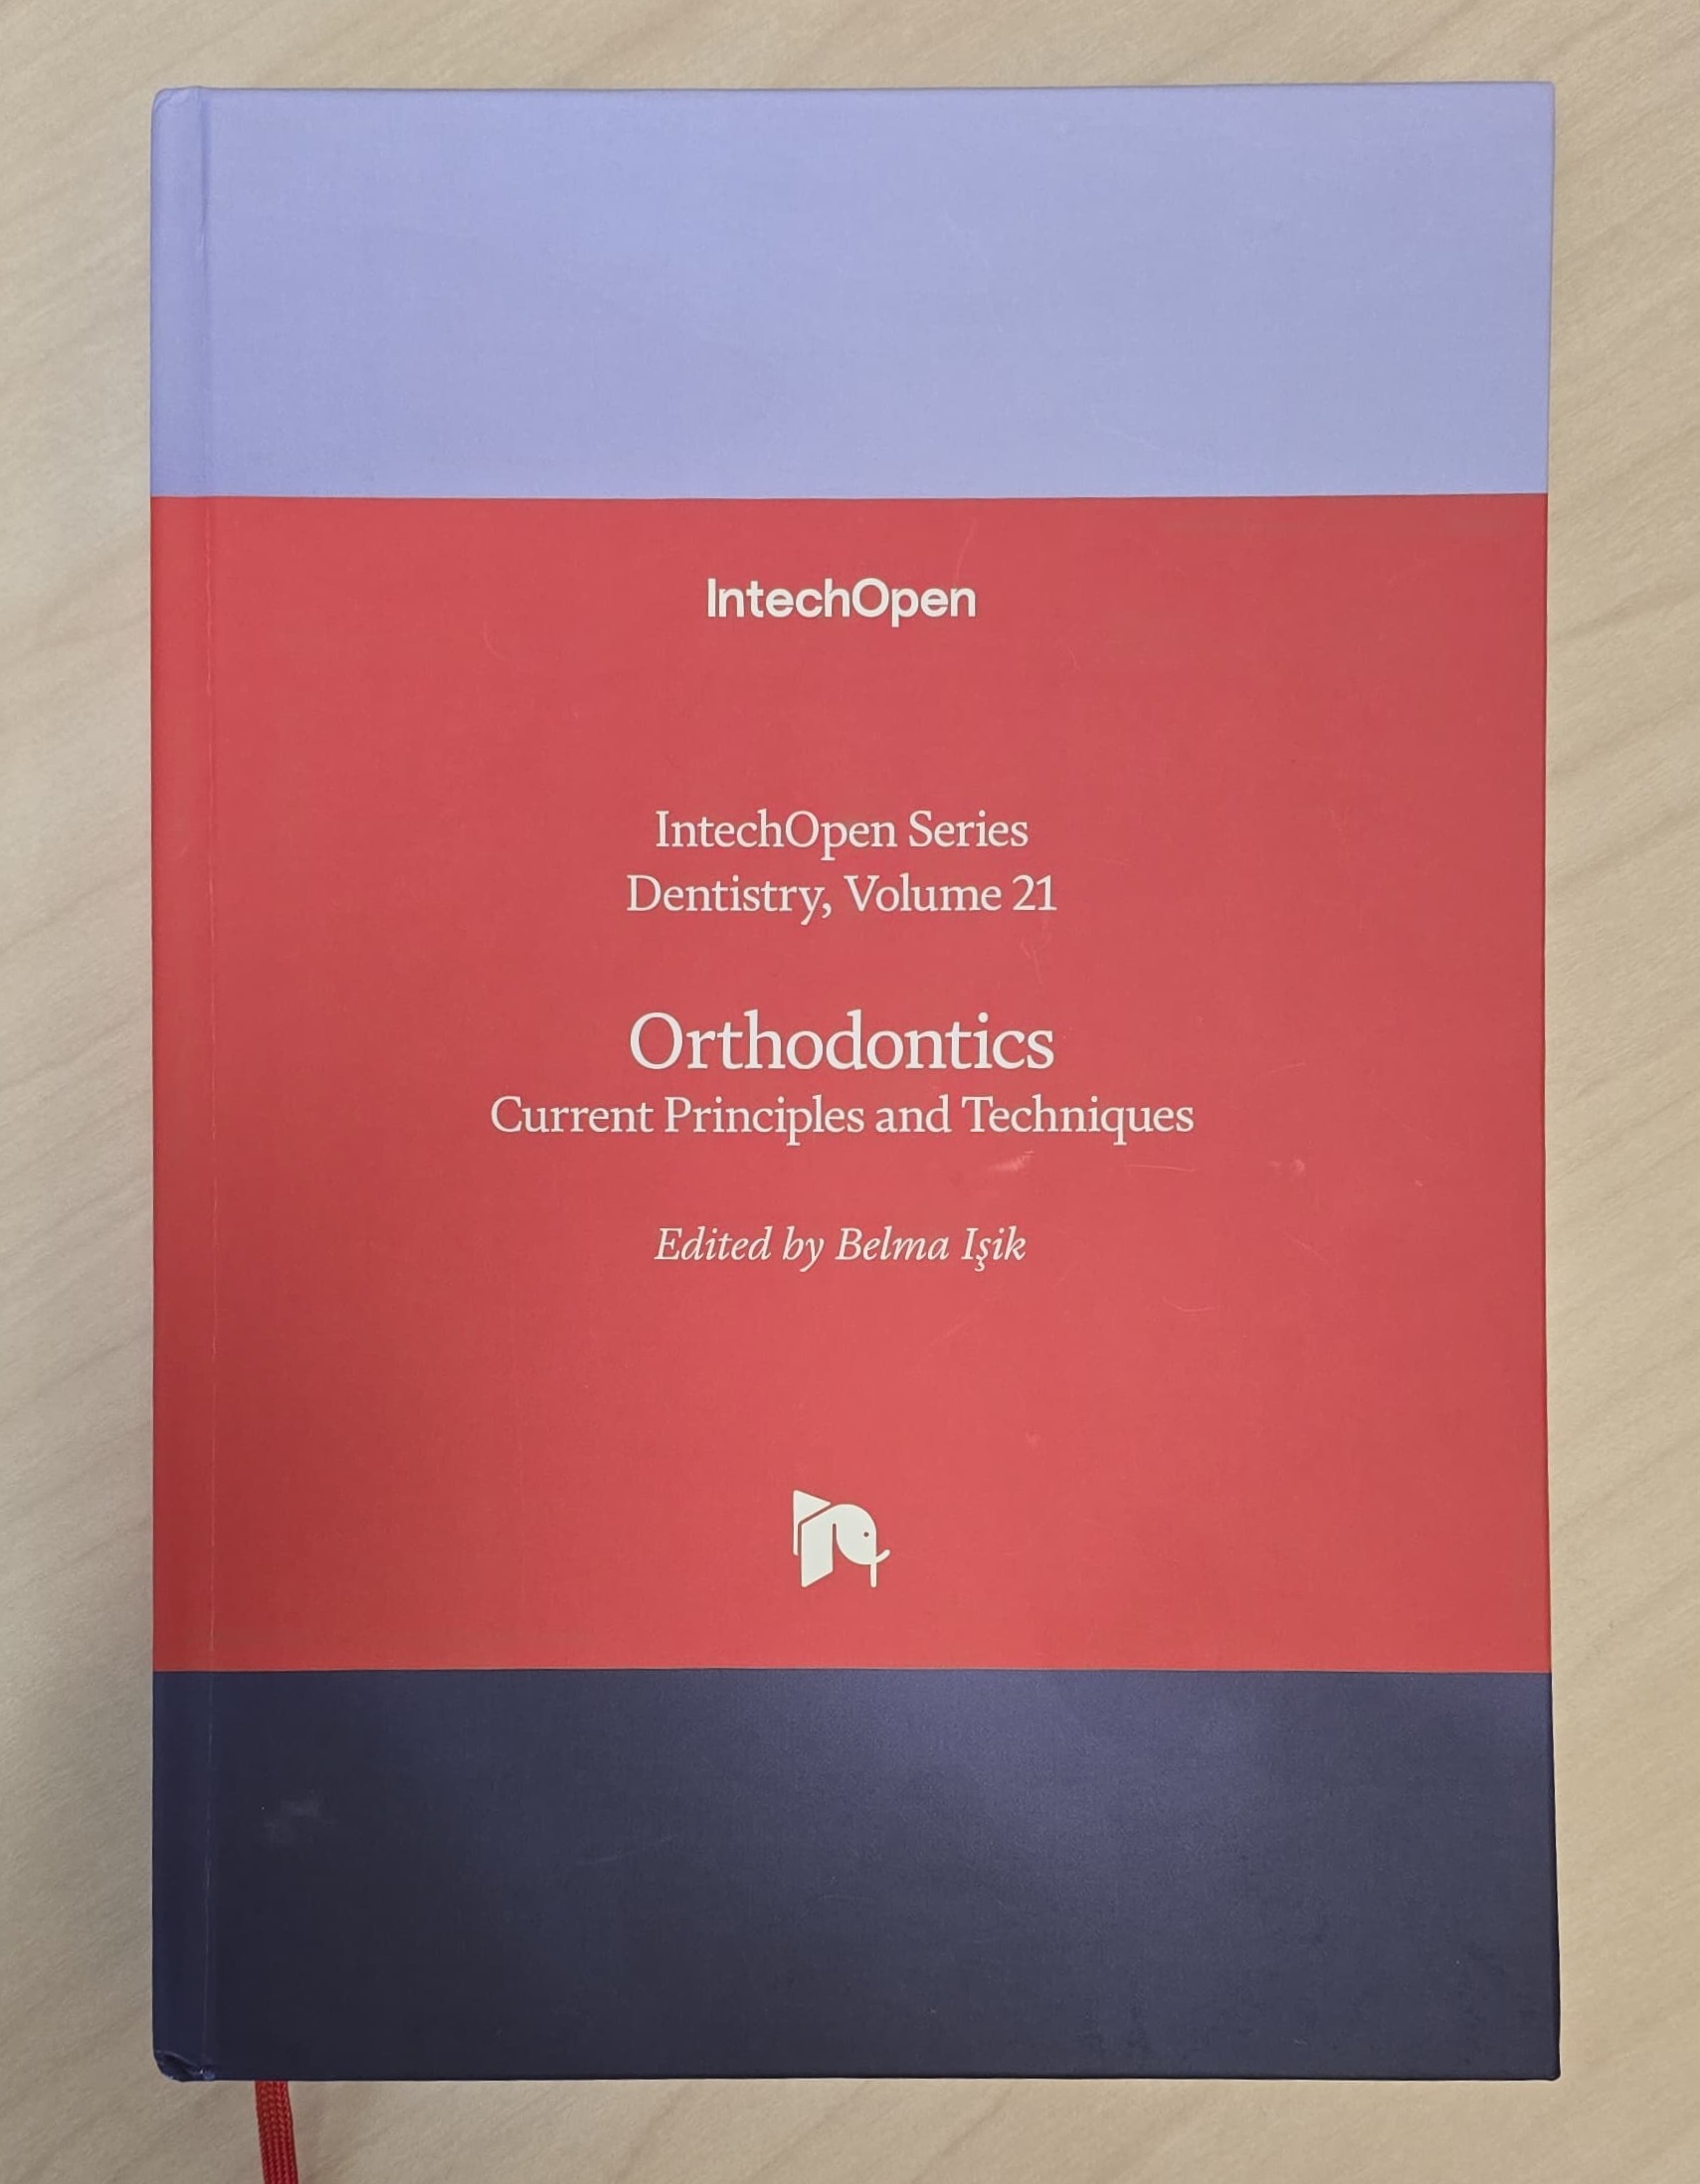 IntechOpen
IntechOpen Series
Dentistry, Volume 21
Orthodontics
Current Principles and Techniques
Edited by Belma Işik